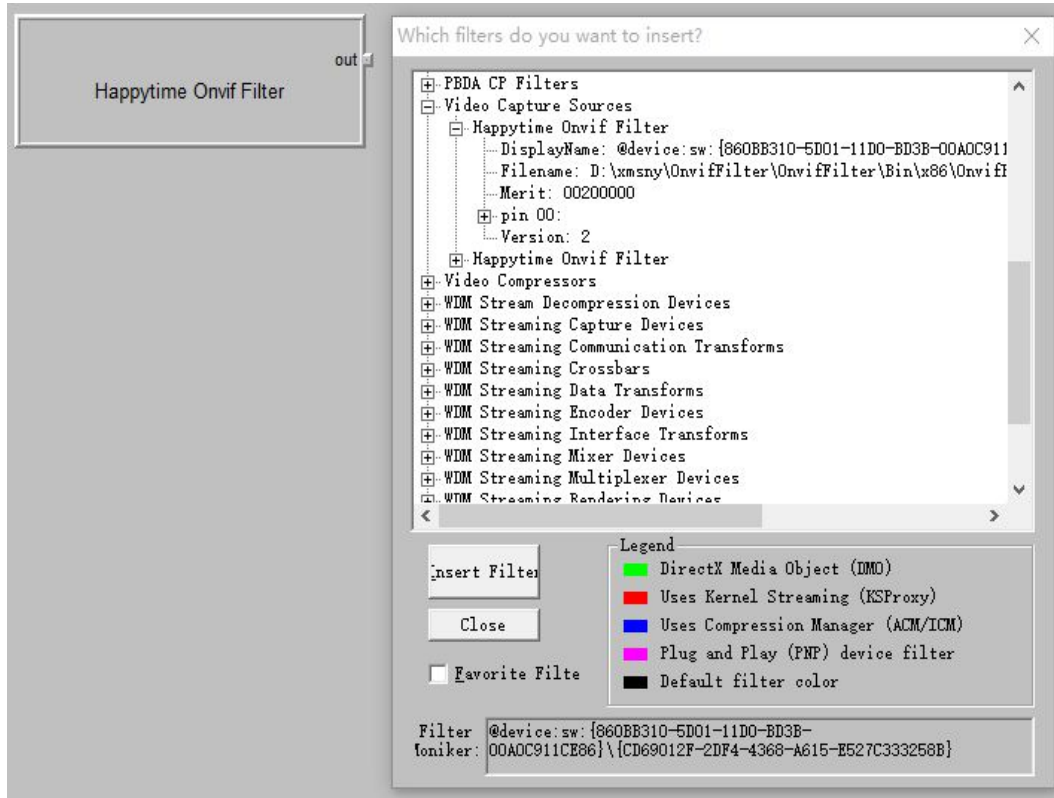 out
Happytime Onvif Filter
Which filters do you want to insert?
PBDA CP Filters
Video Capture Sources
Happytime Onvif Filter
DisplayName: @device:sw:{860BB310-5D01-11D0-BD3B-00A0C911
Filename: D:\xmsny\OnvifFilter\OnvifFilter\Bin\x86\Onvif
Merit: 00200000
pin 00:
Version: 2
Happytime Onvif Filter
Video Compressors
WDM Stream Decompression Devices
WDM Streaming Capture Devices
WDM Streaming Communication Transforms
WDM Streaming Crossbars
WDM Streaming Data Transforms
WDM Streaming Encoder Devices
WDM Streaming Interface Transforms
WDM Streaming Mixer Devices
WDM Streaming Multiplexer Devices
WDM Streaming Rendering Devices
Insert Filter
Close
Favorite Filte
Legend
DirectX Media Object (DMO)
Uses Kernel Streaming (KSProxy)
Uses Compression Manager (ACM/ICM)
Plug and Play (PNP) device filter
Default filter color
Filter
Moniker:
@device:sw:{860BB310-5D01-11D0-BD3B-
00A0C911CE86}\{CD69012F-2DF4-4368-A615-E527C333258B}